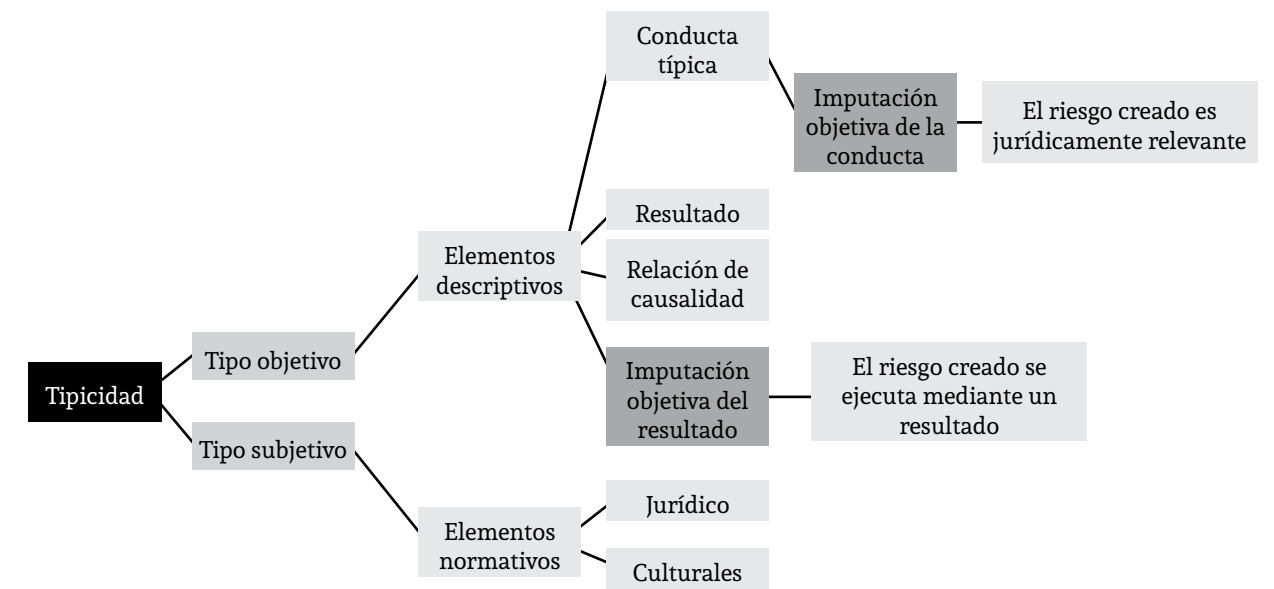 Conducta
típica
Imputación
objetiva de la
conducta
El riesgo creado es
jurídicamente relevante
Resultado
Elementos
descriptivos
Relación de
causalidad
Tipo objetivo
Imputación
objetiva del
resultado
El riesgo creado se
ejecuta mediante un
resultado
Tipicidad
Tipo subjetivo
Elementos
normativos
Jurídico
Culturales